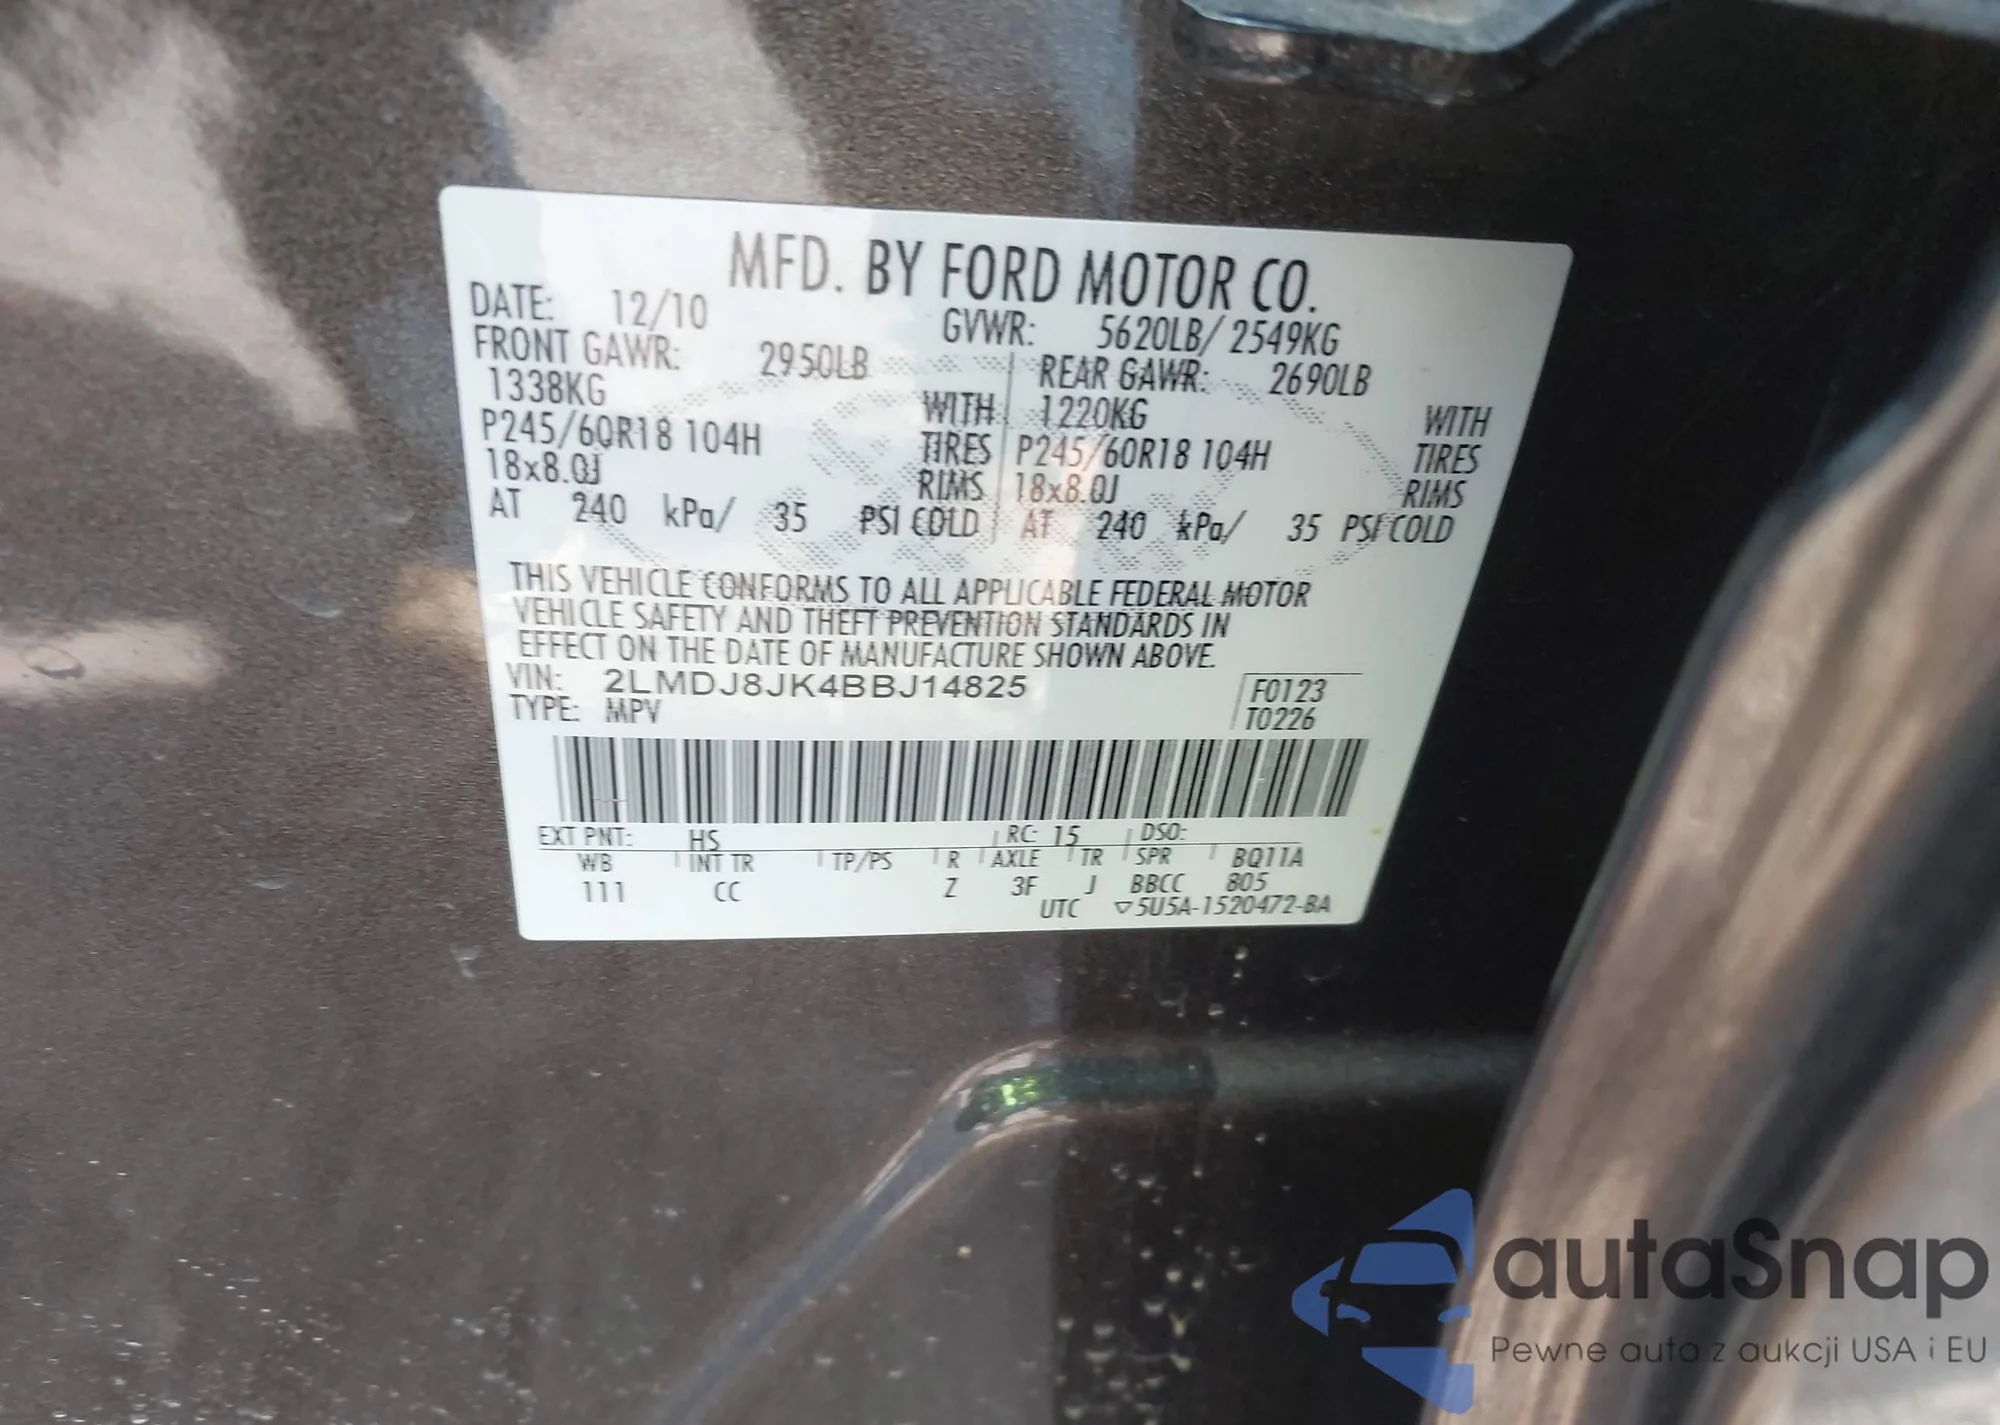 MFD. BY FORD MOTOR CO.
DATE: 12/10 GVWR: 5620LB/ 2549KG
FRONT GAWR: 2950LB REAR GAWR: 2690LB
1338KG WITH 1220KG WITH
P245/60R18 104H TIRES P245/60R18 104H TIRES
18x8.0J RIMS 18x8.0J RIMS
AT 240 kPa/ 35 PSI COLD AT 240 kPa/ 35 PSI COLD
THIS VEHICLE CONFORMS TO ALL APPLICABLE FEDERAL MOTOR
VEHICLE SAFETY AND THEFT PREVENTION STANDARDS IN
EFFECT ON THE DATE OF MANUFACTURE SHOWN ABOVE.
VIN: 2LMDJ8JK4BBJ14825 F0123
TYPE: MPV T0226
EXT PNT: HS RC: 15 DSO:
WB INT TR TP/PS R AXLE TR SPR BQ11A
111 CC Z 3F J BBCC 805
UTC ▽5U5A-1520472-BA
autaSnap
Pewne auta z aukcji USA i EU